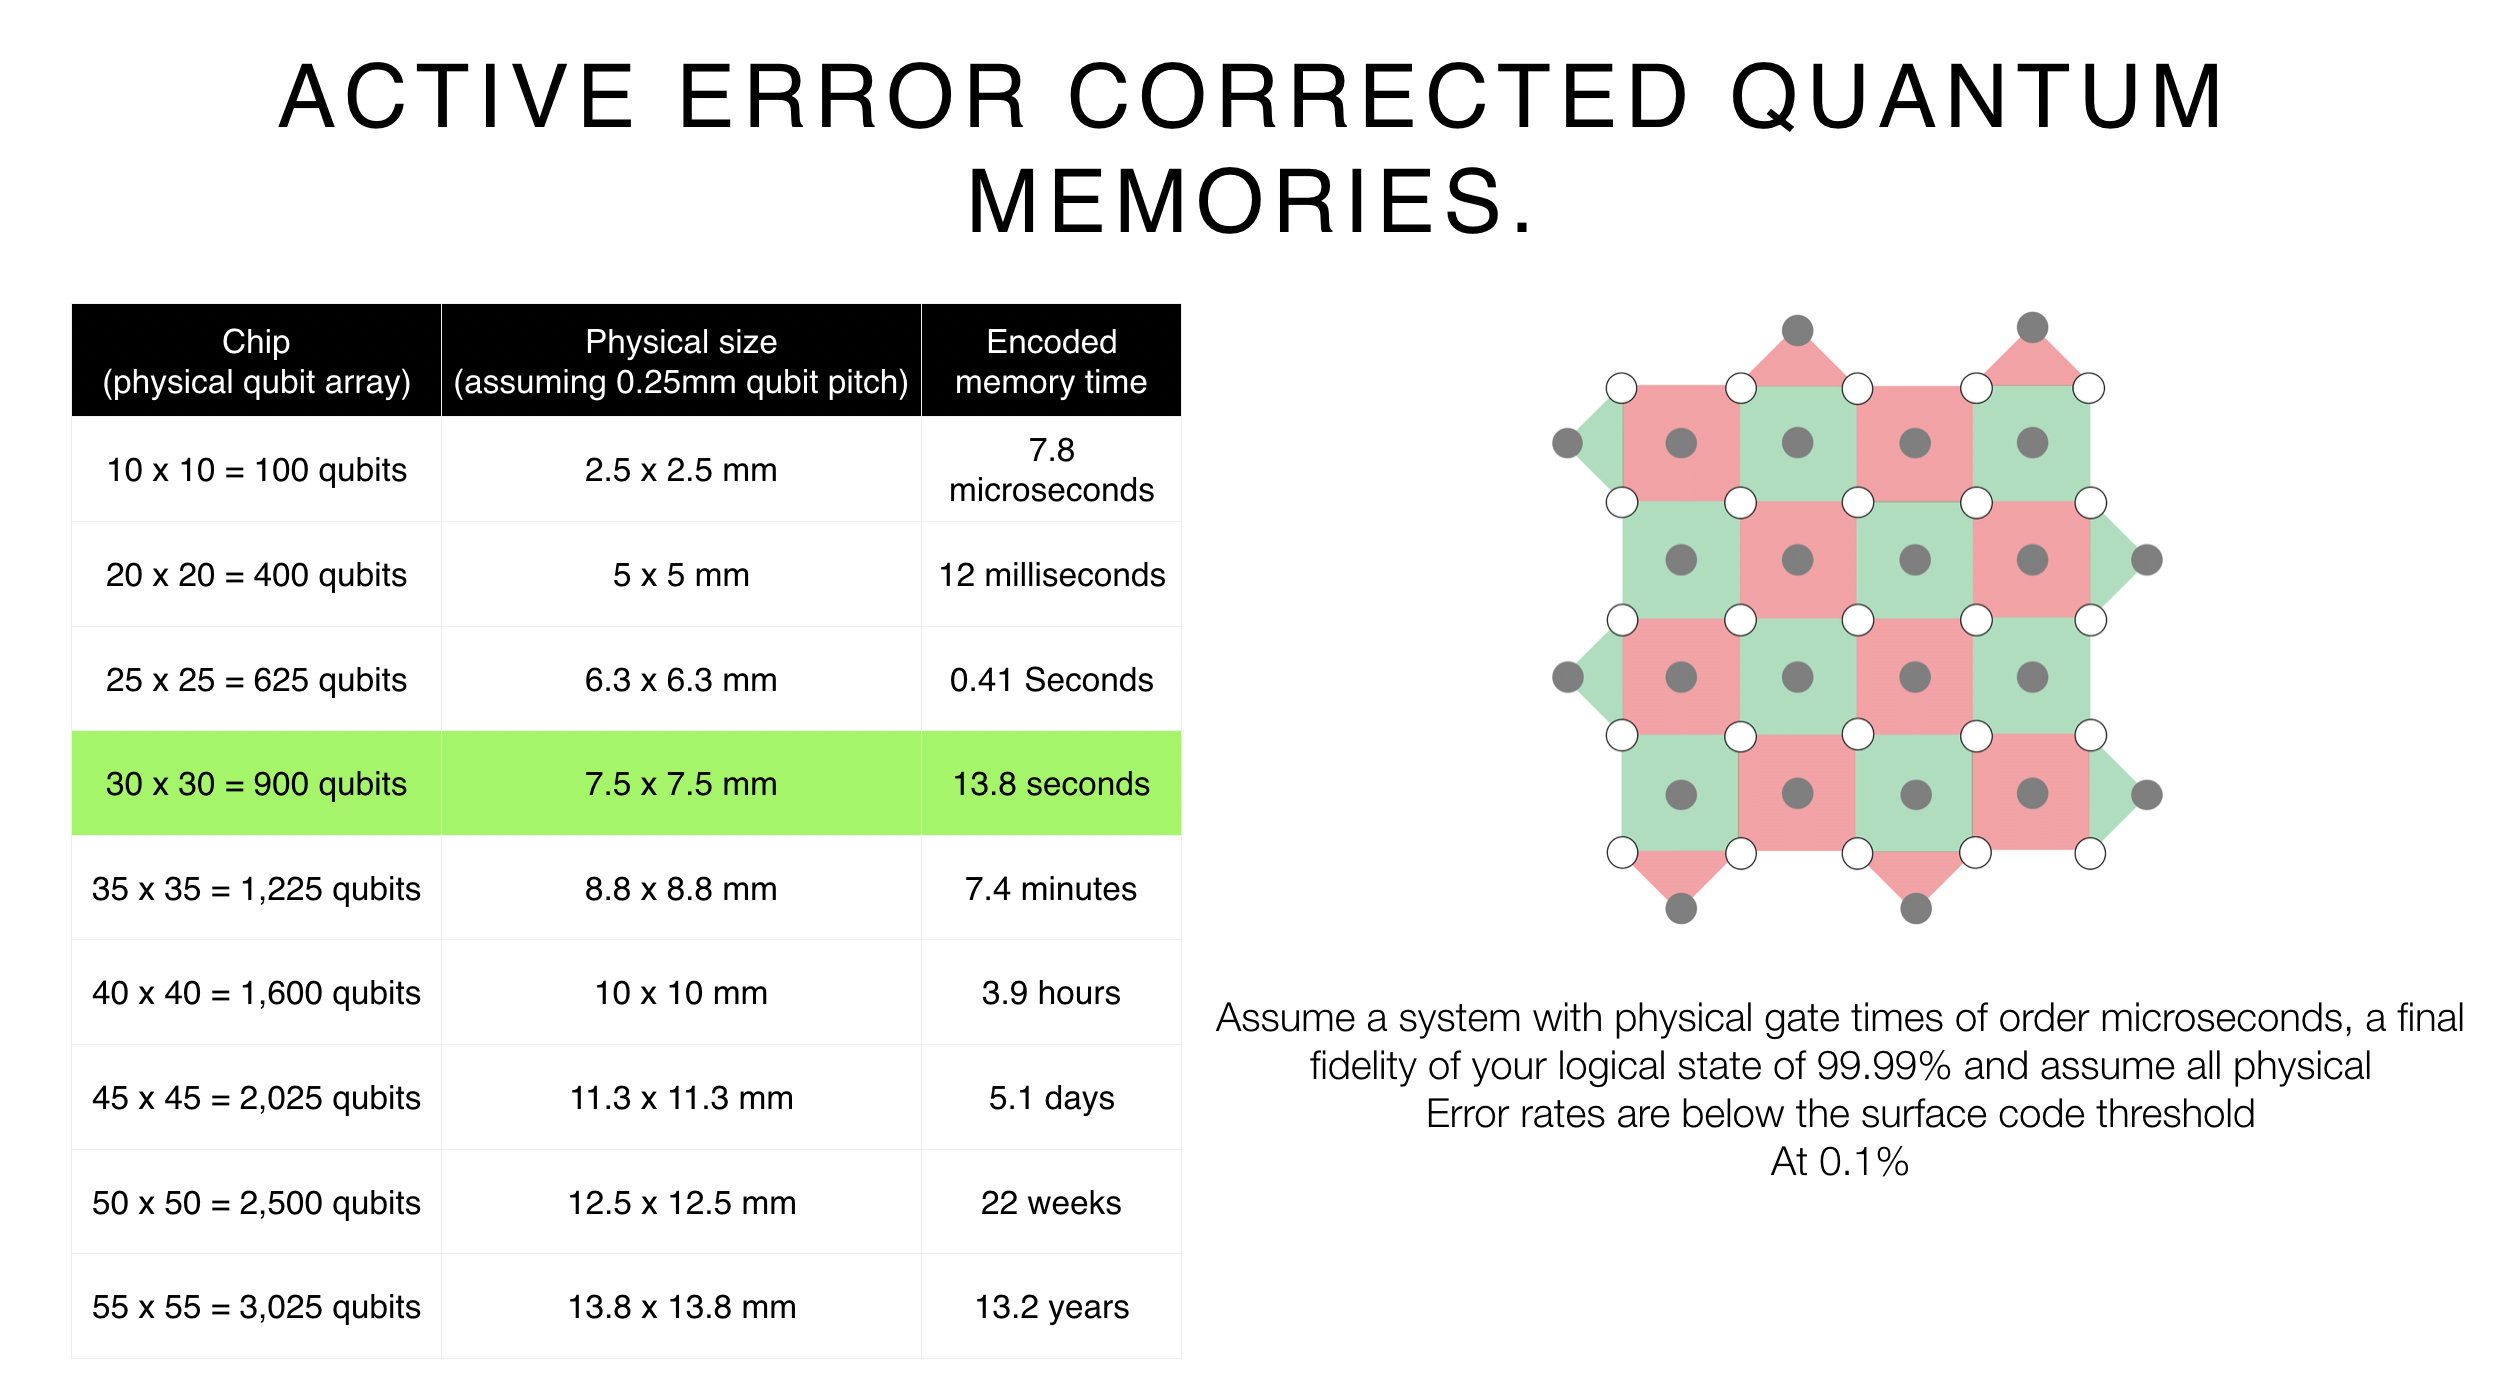 ACTIVE ERROR CORRECTED QUANTUM
MEMORIES.
Chip
(physical qubit array)
Physical size
(assuming 0.25mm qubit pitch)
Encoded
memory time
10 x 10 = 100 qubits
2.5 x 2.5 mm
7.8
microseconds
20 x 20 = 400 qubits
5 x 5 mm
12 milliseconds
25 x 25 = 625 qubits
6.3 x 6.3 mm
0.41 Seconds
30 x 30 = 900 qubits
7.5 x 7.5 mm
13.8 seconds
35 x 35 = 1,225 qubits
8.8 x 8.8 mm
7.4 minutes
40 x 40 = 1,600 qubits
10 x 10 mm
3.9 hours
45 x 45 = 2,025 qubits
11.3 x 11.3 mm
5.1 days
50 x 50 = 2,500 qubits
12.5 x 12.5 mm
22 weeks
55 x 55 = 3,025 qubits
13.8 x 13.8 mm
13.2 years
Assume a system with physical gate times of order microseconds, a final
fidelity of your logical state of 99.99% and assume all physical
Error rates are below the surface code threshold
At 0.1%